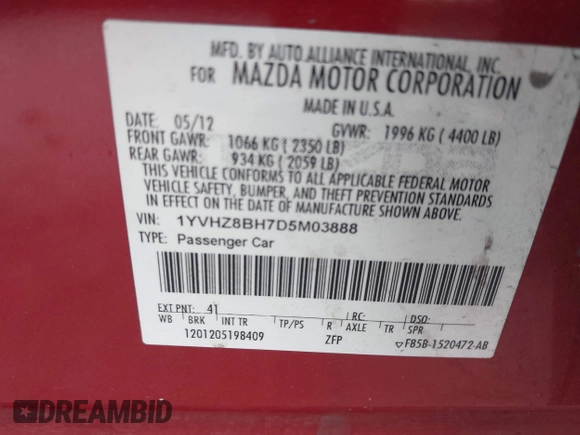 MFD. BY AUTO ALLIANCE INTERNATIONAL, INC.
FOR MAZDA MOTOR CORPORATION
MADE IN U.S.A.
DATE: 05/12 GVWR: 1996 KG ( 4400 LB)
FRONT GAWR: 1066 KG ( 2350 LB)
REAR GAWR: 934 KG ( 2059 LB)
THIS VEHICLE CONFORMS TO ALL APPLICABLE FEDERAL MOTOR
VEHICLE SAFETY, BUMPER, AND THEFT PREVENTION STANDARDS
IN EFFECT ON THE DATE OF MANUFACTURE SHOWN ABOVE.
VIN: 1YVHZ8BH7D5M03888
TYPE: Passenger Car
EXT PNT: 41 RC: DSO:
WB BRK INT TR TP/PS R AXLE TR SPR
1201205198409 ZFP F85B-1520472-AB
DREAMBID